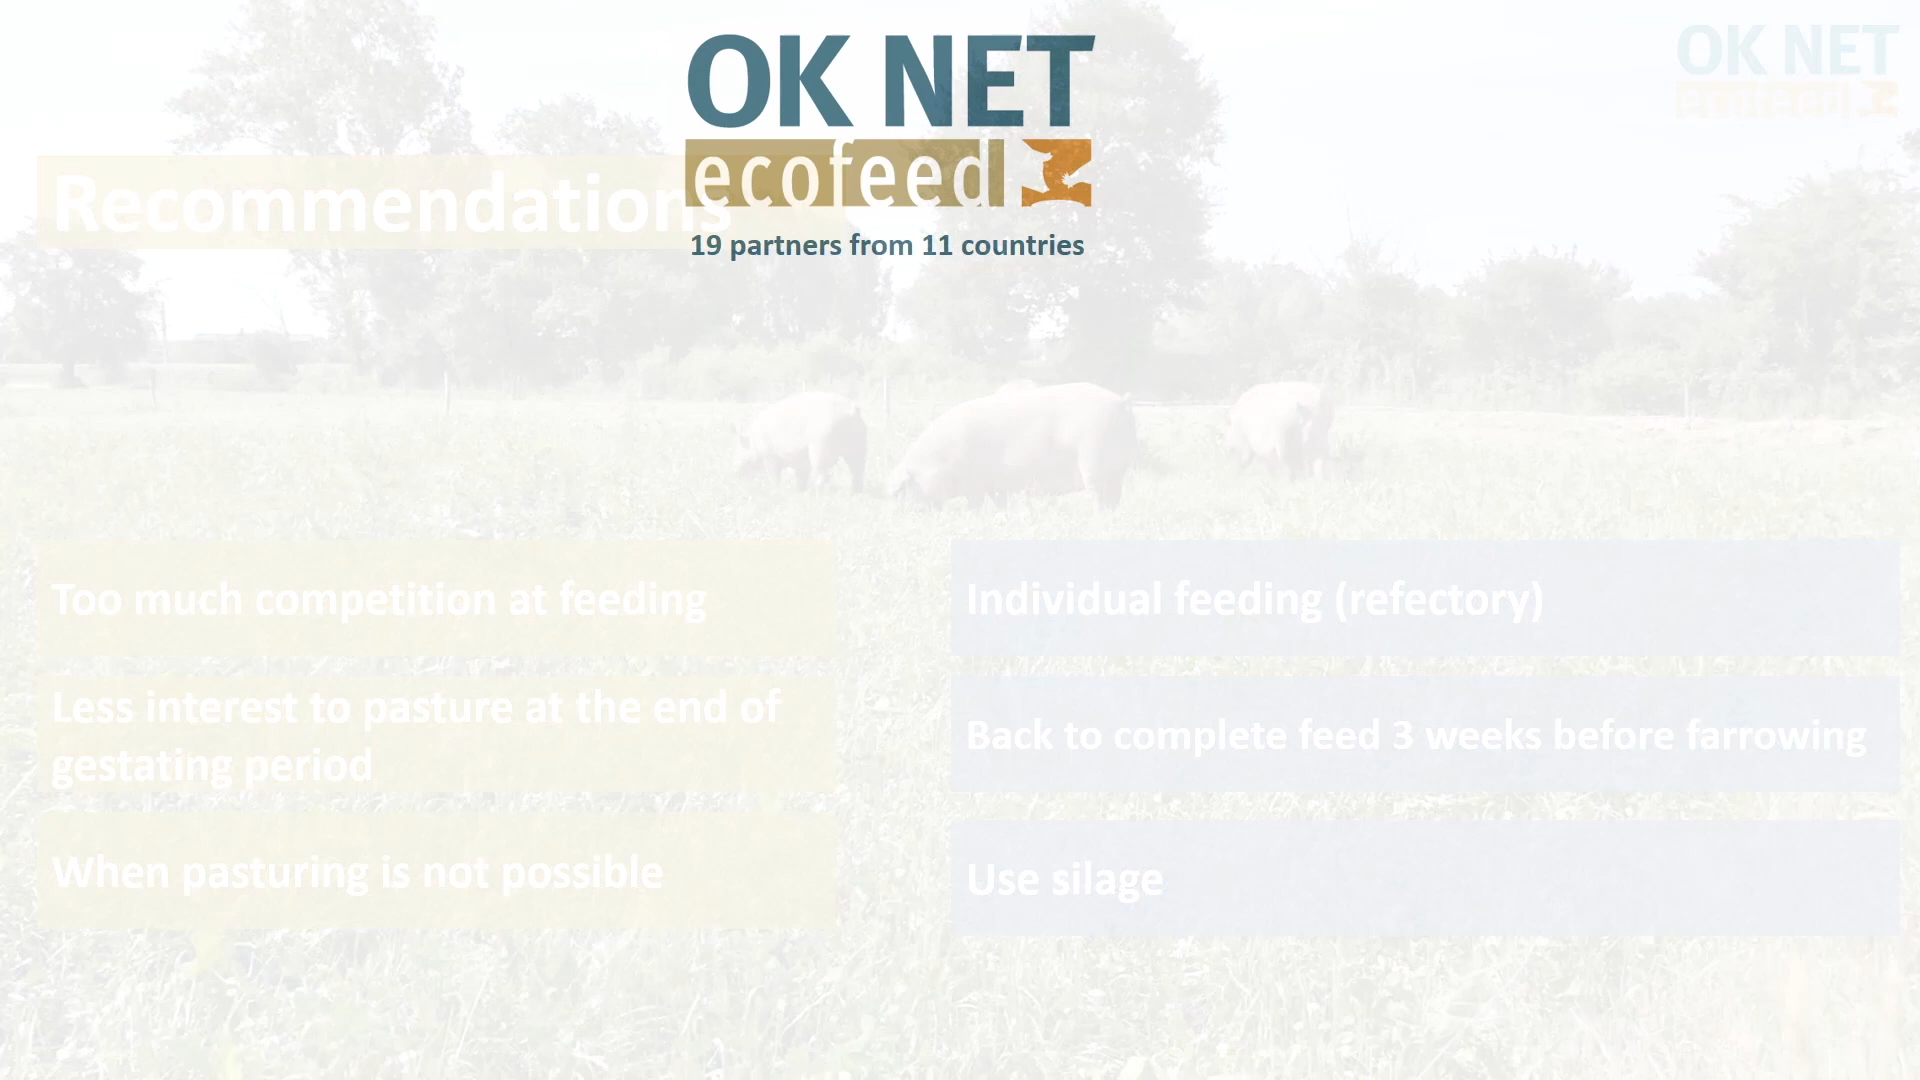 OK NET
OK NET
ecofeed
ecofeed
Recommendations
19 partners from 11 countries
Too much competition at feeding
Individual feeding (refectory)
Less interest to pasture at the end of
gestating period
Back to complete feed 3 weeks before farrowing
When pasturing is not possible
Use silage